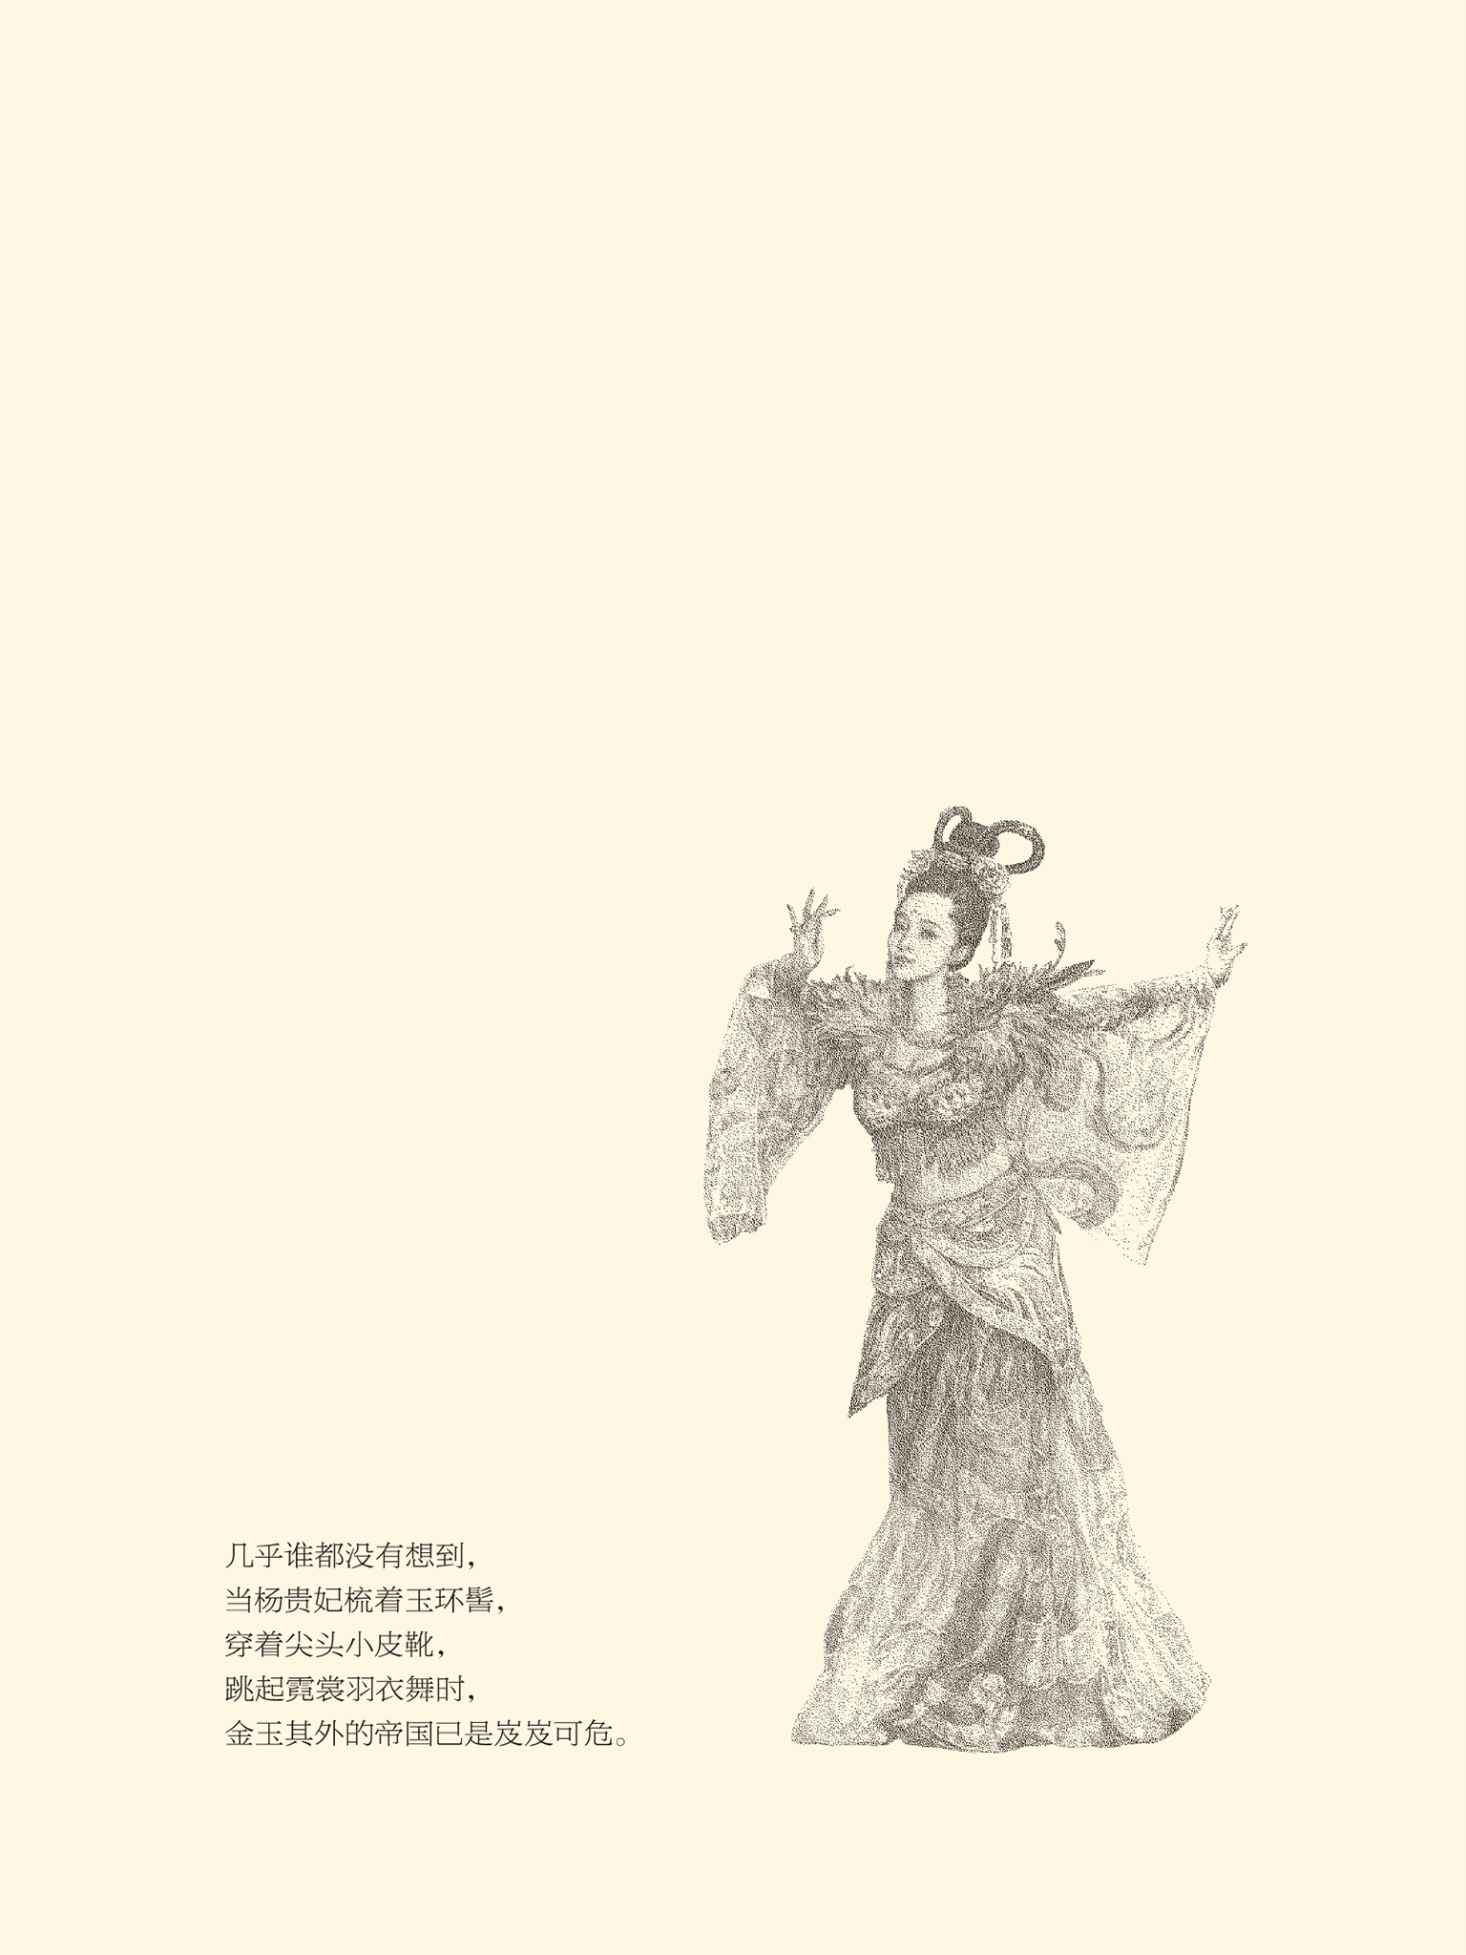 几乎谁都没有想到，
当杨贵妃梳着玉环髻，
穿着尖头小皮靴，
跳起霓裳羽衣舞时，
金玉其外的帝国已是岌岌可危。